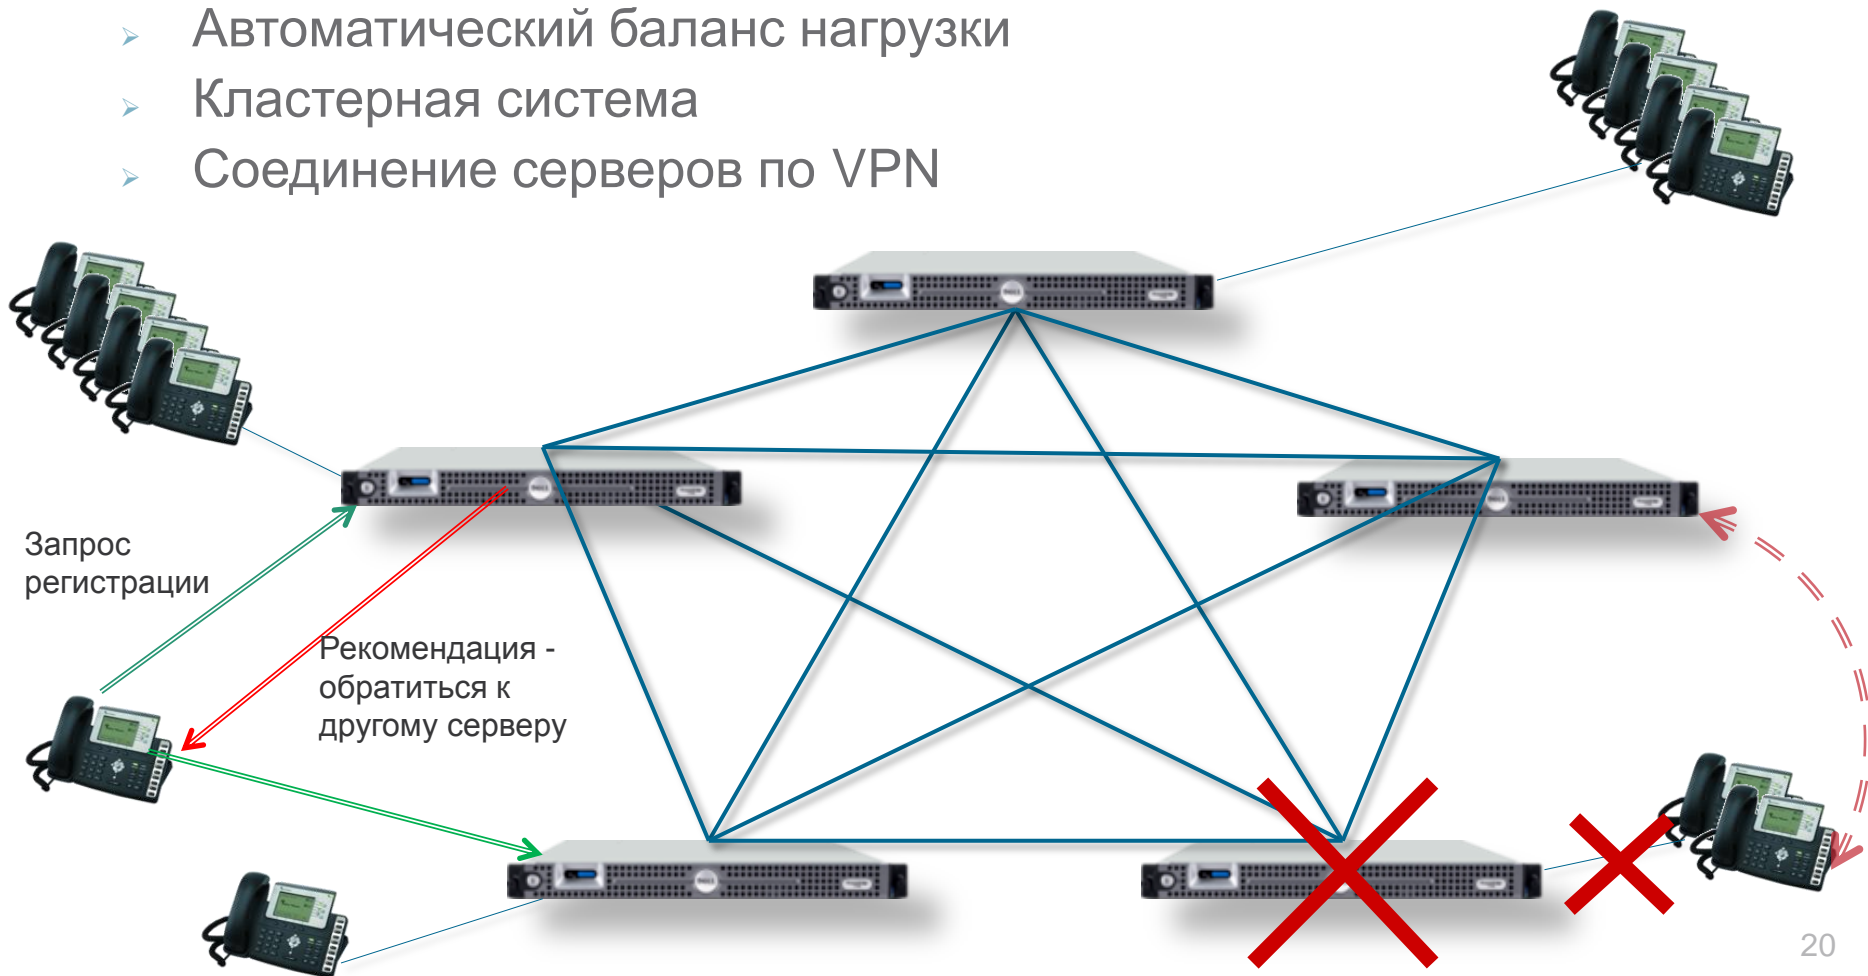 Автоматический баланс нагрузки
Кластерная система
Соединение серверов по VPN
Запрос
регистрации
Рекомендация -
обратиться к
другому серверу
20